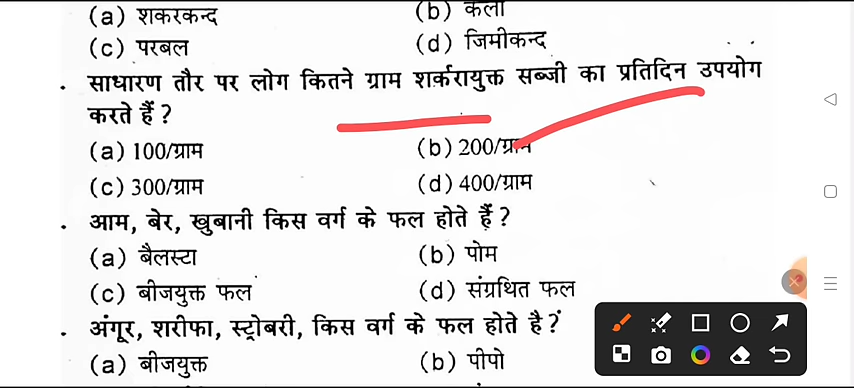 (a) शकरकन्द (b) कला
(c) परबल (d) जिमीकन्द
. साधारण तौर पर लोग कितने ग्राम शर्क़रायुक्त सब्जी का प्रतिदिन उपयोग
करते हैं ?
(a) 100/ग्राम (b) 200/ग्राम
(c) 300/ग्राम (d) 400/ग्राम
. आम, बेर, खुबानी किस वर्ग के फल होते हैं ?
(a) बैलस्टा (b) पोम
(c) बीजयुक्त फल (d) संग्रथित फल
. अंगूर, शरीफा, स्ट्रोबरी, किस वर्ग के फल होते है ?
(a) बीजयुक्त (b) पीपो